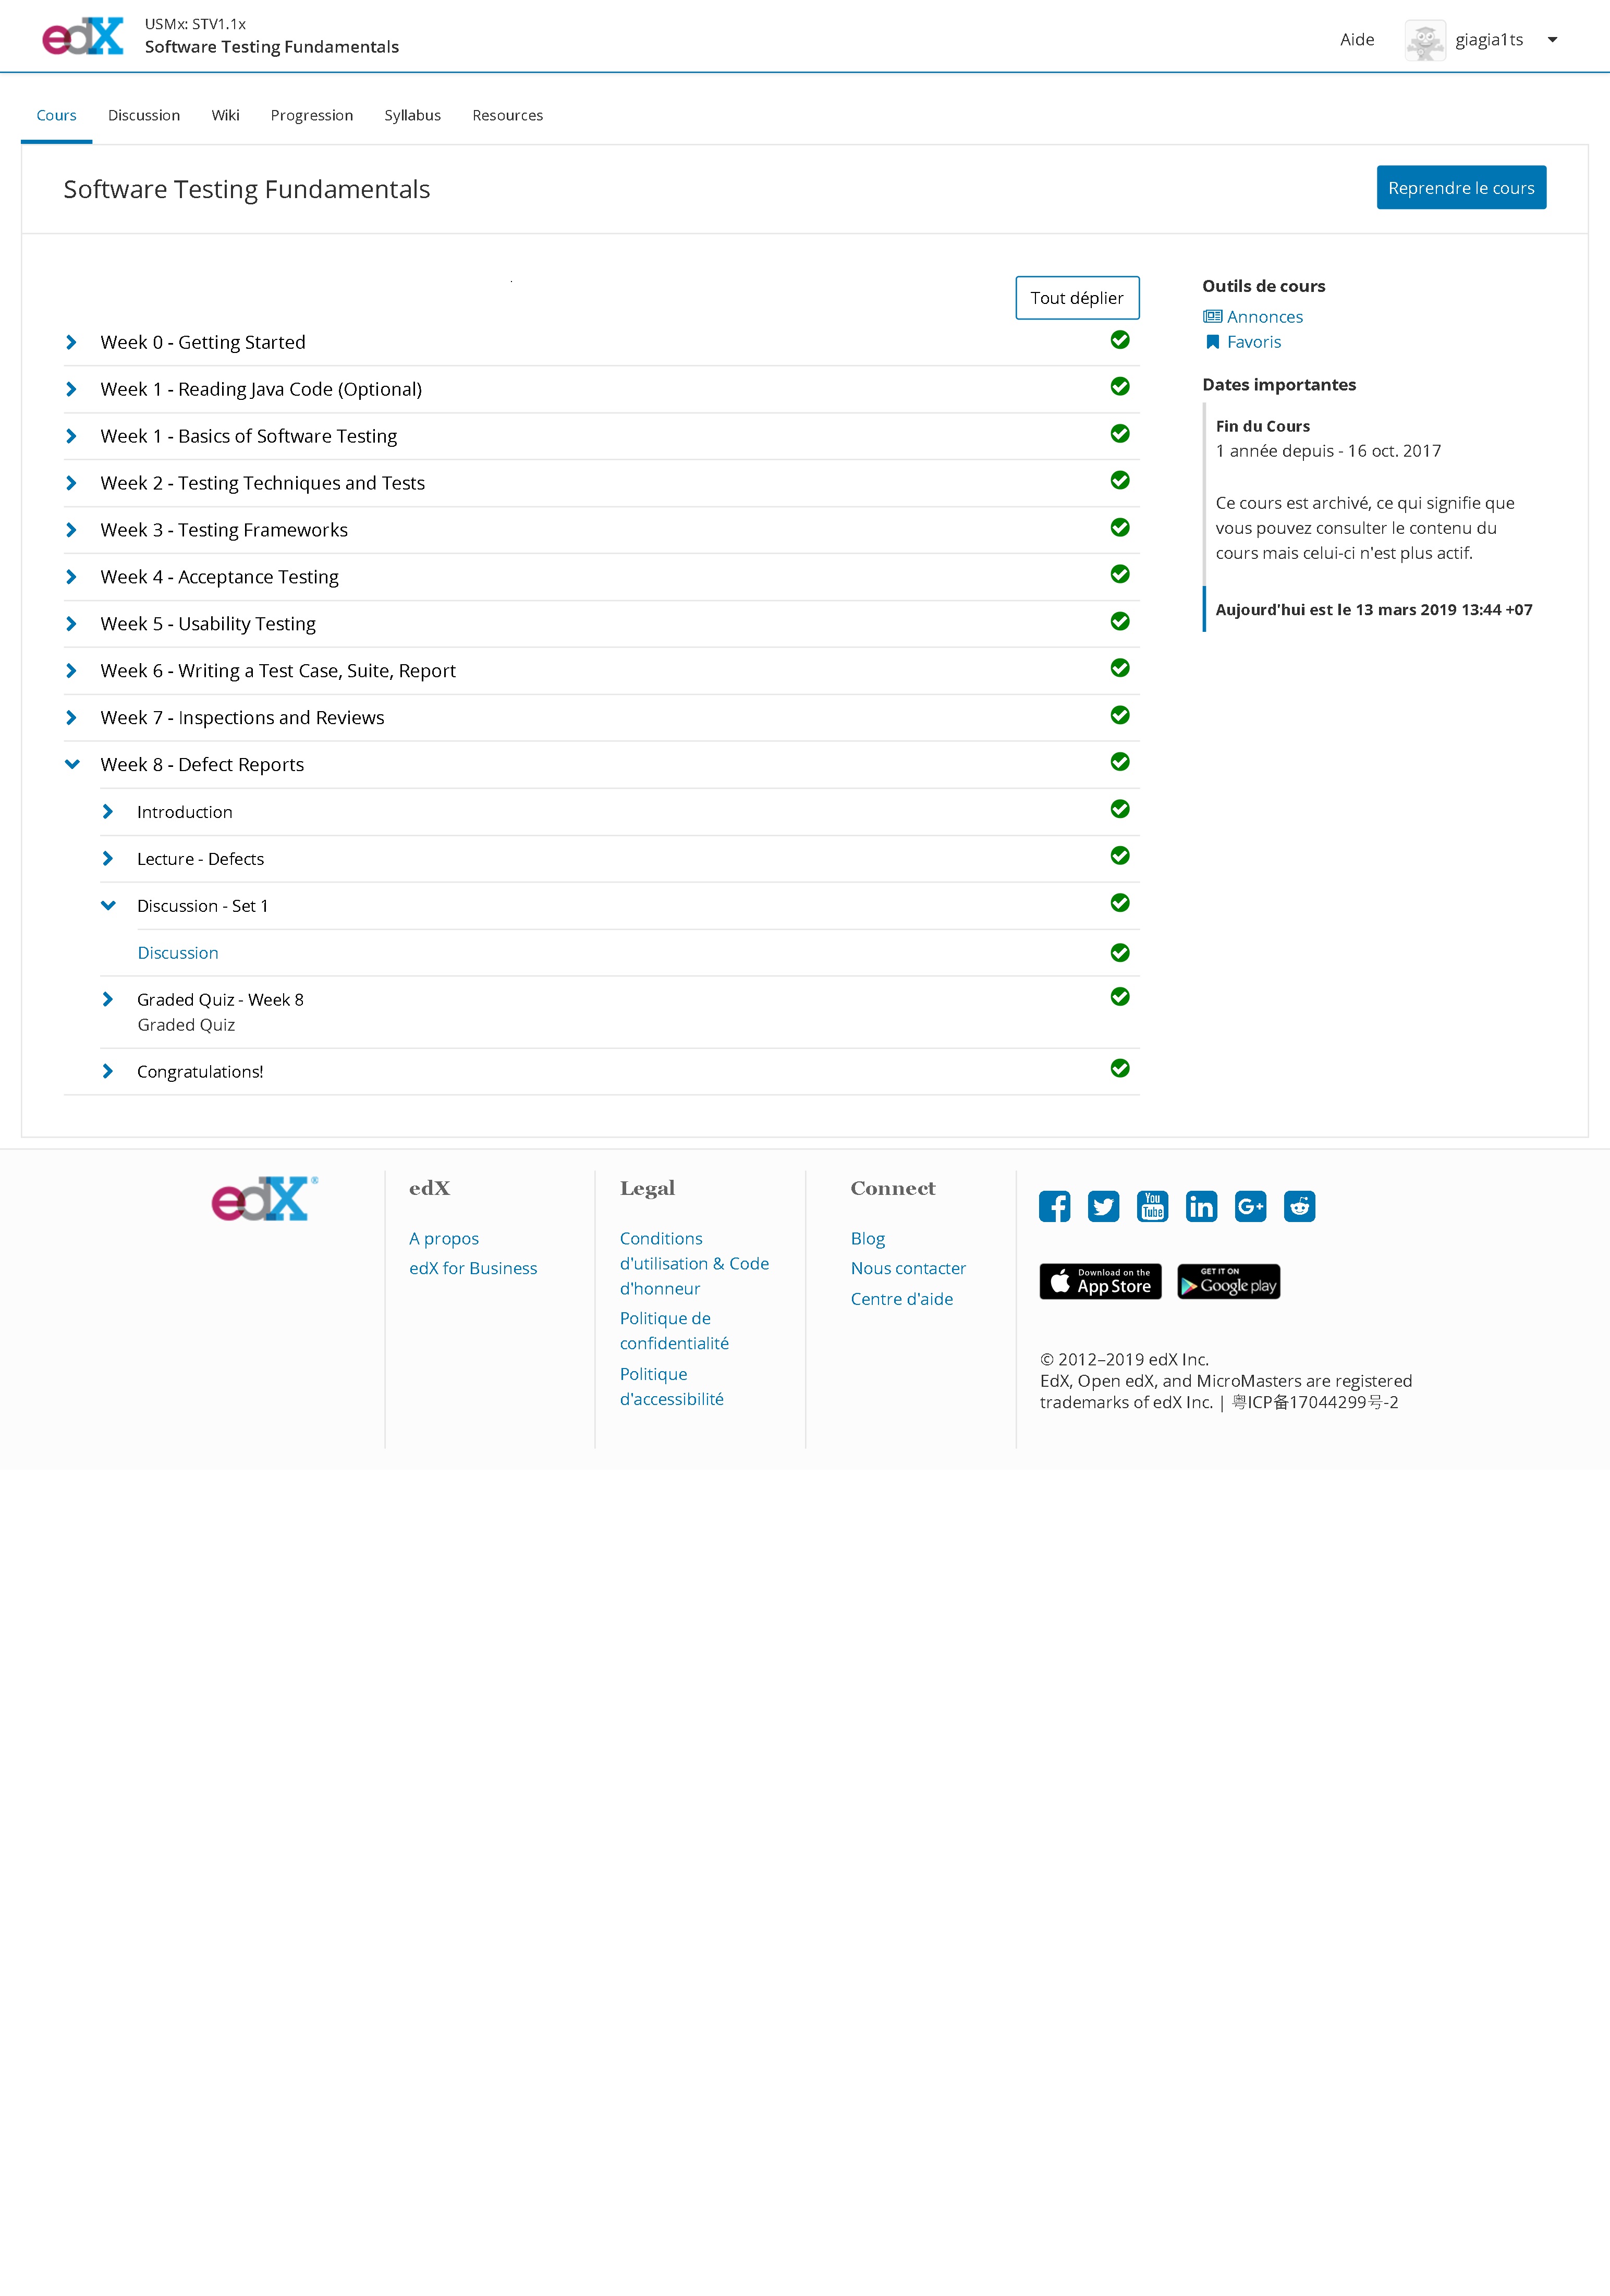 edX
USMx: STV1.1x
Software Testing Fundamentals
Aide
giagia1ts
Cours
Discussion
Wiki
Progression
Syllabus
Resources
Software Testing Fundamentals
Reprendre le cours
Tout déplier
Week 0 - Getting Started
Week 1 - Reading Java Code (Optional)
Week 1 - Basics of Software Testing
Week 2 - Testing Techniques and Tests
Week 3 - Testing Frameworks
Week 4 - Acceptance Testing
Week 5 - Usability Testing
Week 6 - Writing a Test Case, Suite, Report
Week 7 - Inspections and Reviews
Week 8 - Defect Reports
Introduction
Lecture - Defects
Discussion - Set 1
Discussion
Graded Quiz - Week 8
Graded Quiz
Congratulations!
Outils de cours
Annonces
Favoris
Dates importantes
Fin du Cours
1 année depuis - 16 oct. 2017
Ce cours est archivé, ce qui signifie que
vous pouvez consulter le contenu du
cours mais celui-ci n'est plus actif.
Aujourd'hui est le 13 mars 2019 13:44 +07
edX®
edX
A propos
edX for Business
Legal
Conditions
d'utilisation & Code
d'honneur
Politique de
confidentialité
Politique
d'accessibilité
Connect
Blog
Nous contacter
Centre d'aide
You
Tube
in
G+
Download on the
App Store
GET IT ON
Google play
© 2012–2019 edX Inc.
EdX, Open edX, and MicroMasters are registered
trademarks of edX Inc. | 粤ICP备17044299号-2